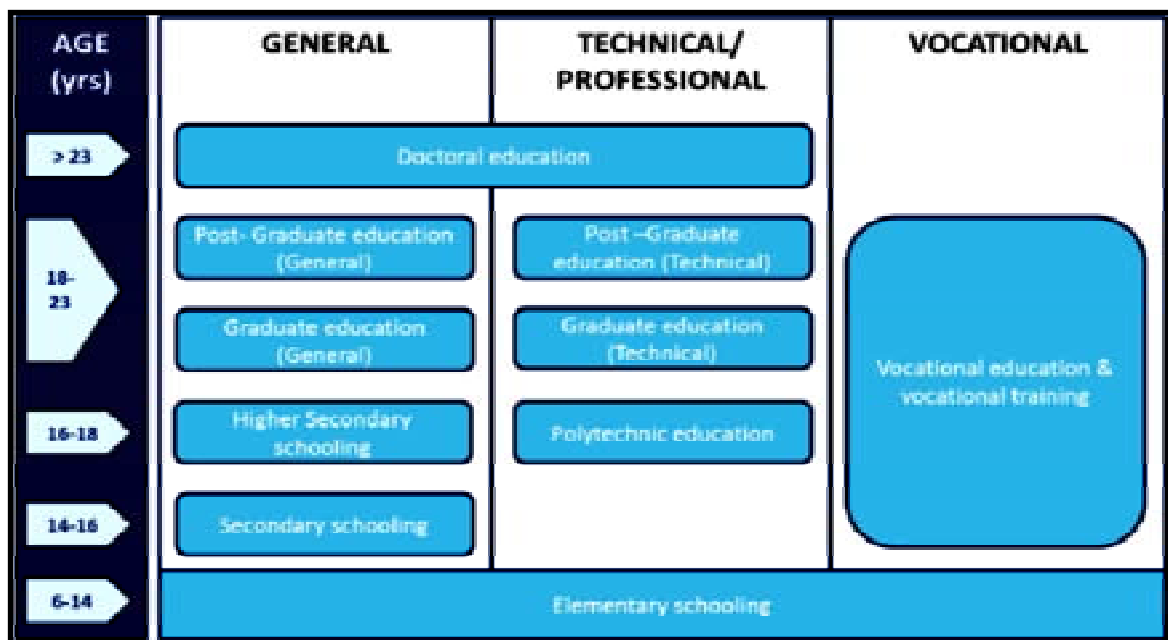 AGE
(yrs)
GENERAL
TECHNICAL/
PROFESSIONAL
VOCATIONAL
> 23
Doctoral education
18-
23
Post- Graduate education
(General)
Post –Graduate
education (Technical)
Graduate education
(General)
Graduate education
(Technical)
Vocational education &
vocational training
16-18
Higher Secondary
schooling
Polytechnic education
14-16
Secondary schooling
6-14
Elementary schooling